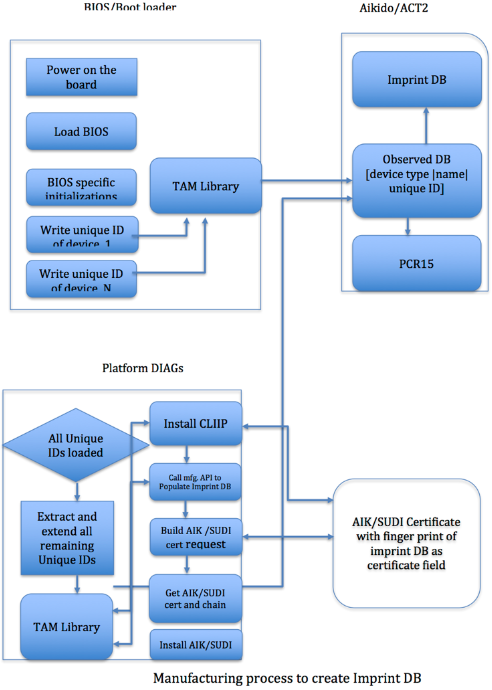 BIOS/Boot loader
Aikido/ACT2
Power on the
board
Load BIOS
BIOS specific
initializations
Write unique ID
of device_1
Write unique ID
of device_N
TAM Library
Imprint DB
Observed DB
[device type |name|
unique ID]
PCR15
Platform DIAGs
All Unique
IDs loaded
Extract and
extend all
remaining
Unique IDs
TAM Library
Install CLIIP
Call mfg. API to
Populate Imprint DB
Build AIK /SUDI
cert request
Get AIK/SUDI
cert and chain
Install AIK/SUDI
AIK/SUDI Certificate
with finger print of
imprint DB as
certificate field
Manufacturing process to create Imprint DB